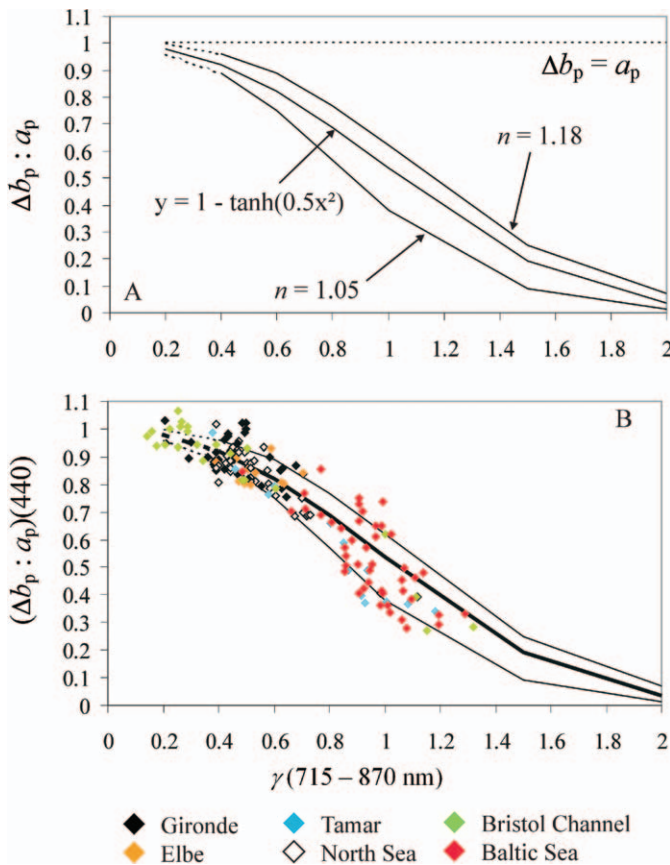 1.1
1
0.9
0.8
0.7
0.6
0.5
0.4
0.3
0.2
0.1
0
Δbₚ : aₚ
Δbₚ = aₚ
n = 1.18
y = 1 - tanh(0.5x²)
n = 1.05
A
0 0.2 0.4 0.6 0.8 1 1.2 1.4 1.6 1.8 2
1.1
1
0.9
0.8
0.7
0.6
0.5
0.4
0.3
0.2
0.1
0
(Δbₚ : aₚ)(440)
B
0 0.2 0.4 0.6 0.8 1 1.2 1.4 1.6 1.8 2
γ (715 – 870 nm)
Gironde Tamar Bristol Channel
Elbe North Sea Baltic Sea